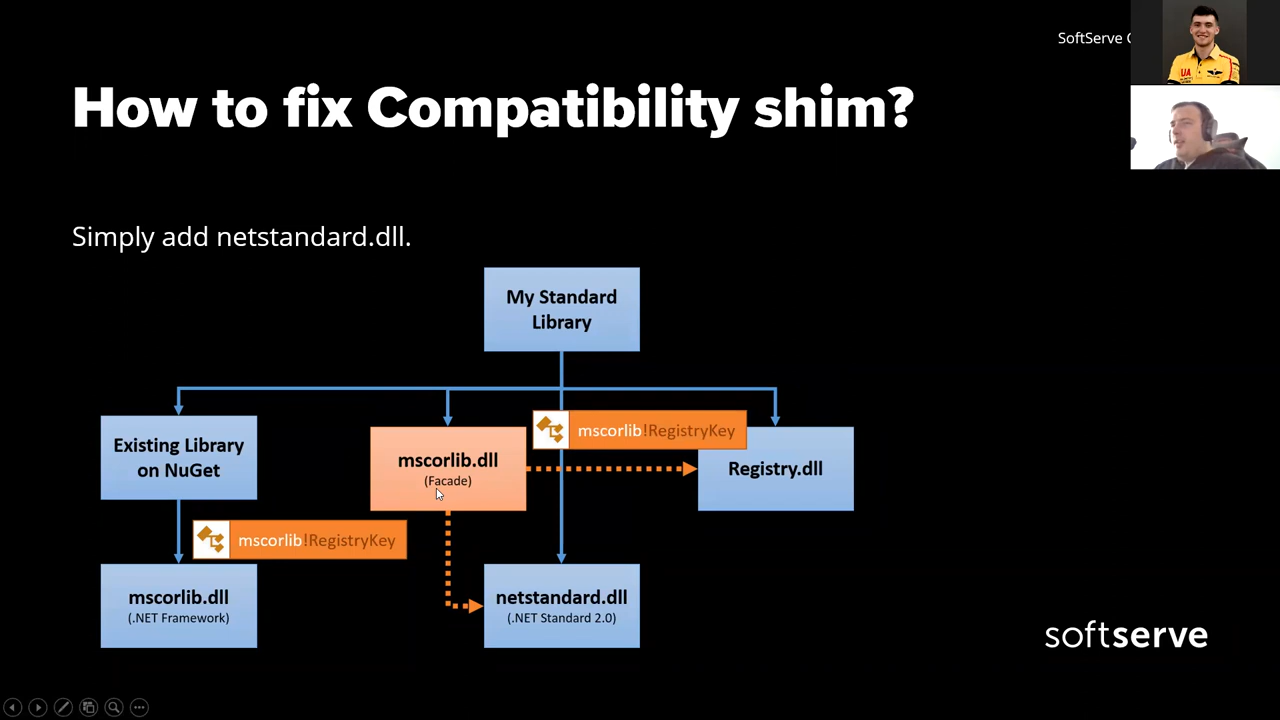 SoftServe
How to fix Compatibility shim?
UA
Simply add netstandard.dll.
My Standard
Library
mscorlib!RegistryKey
Existing Library
on NuGet
mscorlib.dll
(Facade)
Registry.dll
mscorlib!RegistryKey
mscorlib.dll
(.NET Framework)
netstandard.dll
(.NET Standard 2.0)
softserve